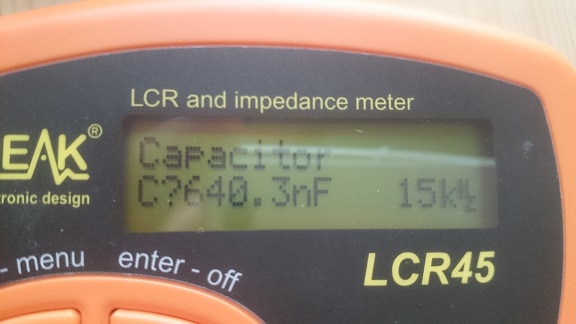 LCR and impedance meter
EAK®
ronic design
Capacitor
C?640.3nF 15kHz
- menu
enter - off
LCR45